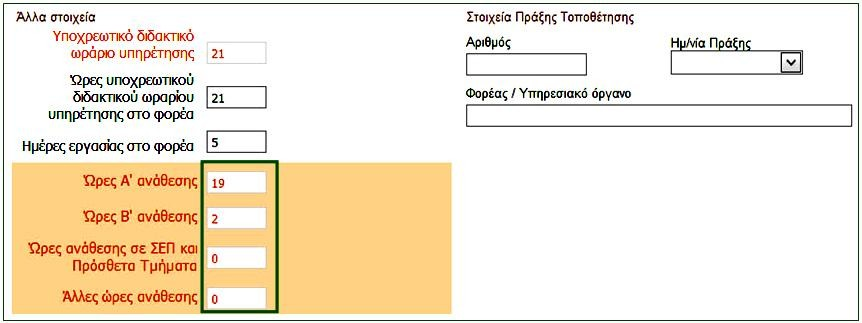 Άλλα στοιχεία
Υποχρεωτικό διδακτικό
ωράριο υπηρέτησης
21
Ώρες υποχρεωτικού
διδακτικού ωραρίου
υπηρέτησης στο φορέα
21
Ημέρες εργασίας στο φορέα
5
Ώρες Α' ανάθεσης
19
Ώρες Β' ανάθεσης
2
Ώρες ανάθεσης σε ΣΕΠ και
Πρόσθετα Τμήματα
0
Άλλες ώρες ανάθεσης
0
Στοιχεία Πράξης Τοποθέτησης
Αριθμός
Ημ/νία Πράξης
Φορέας / Υπηρεσιακό όργανο